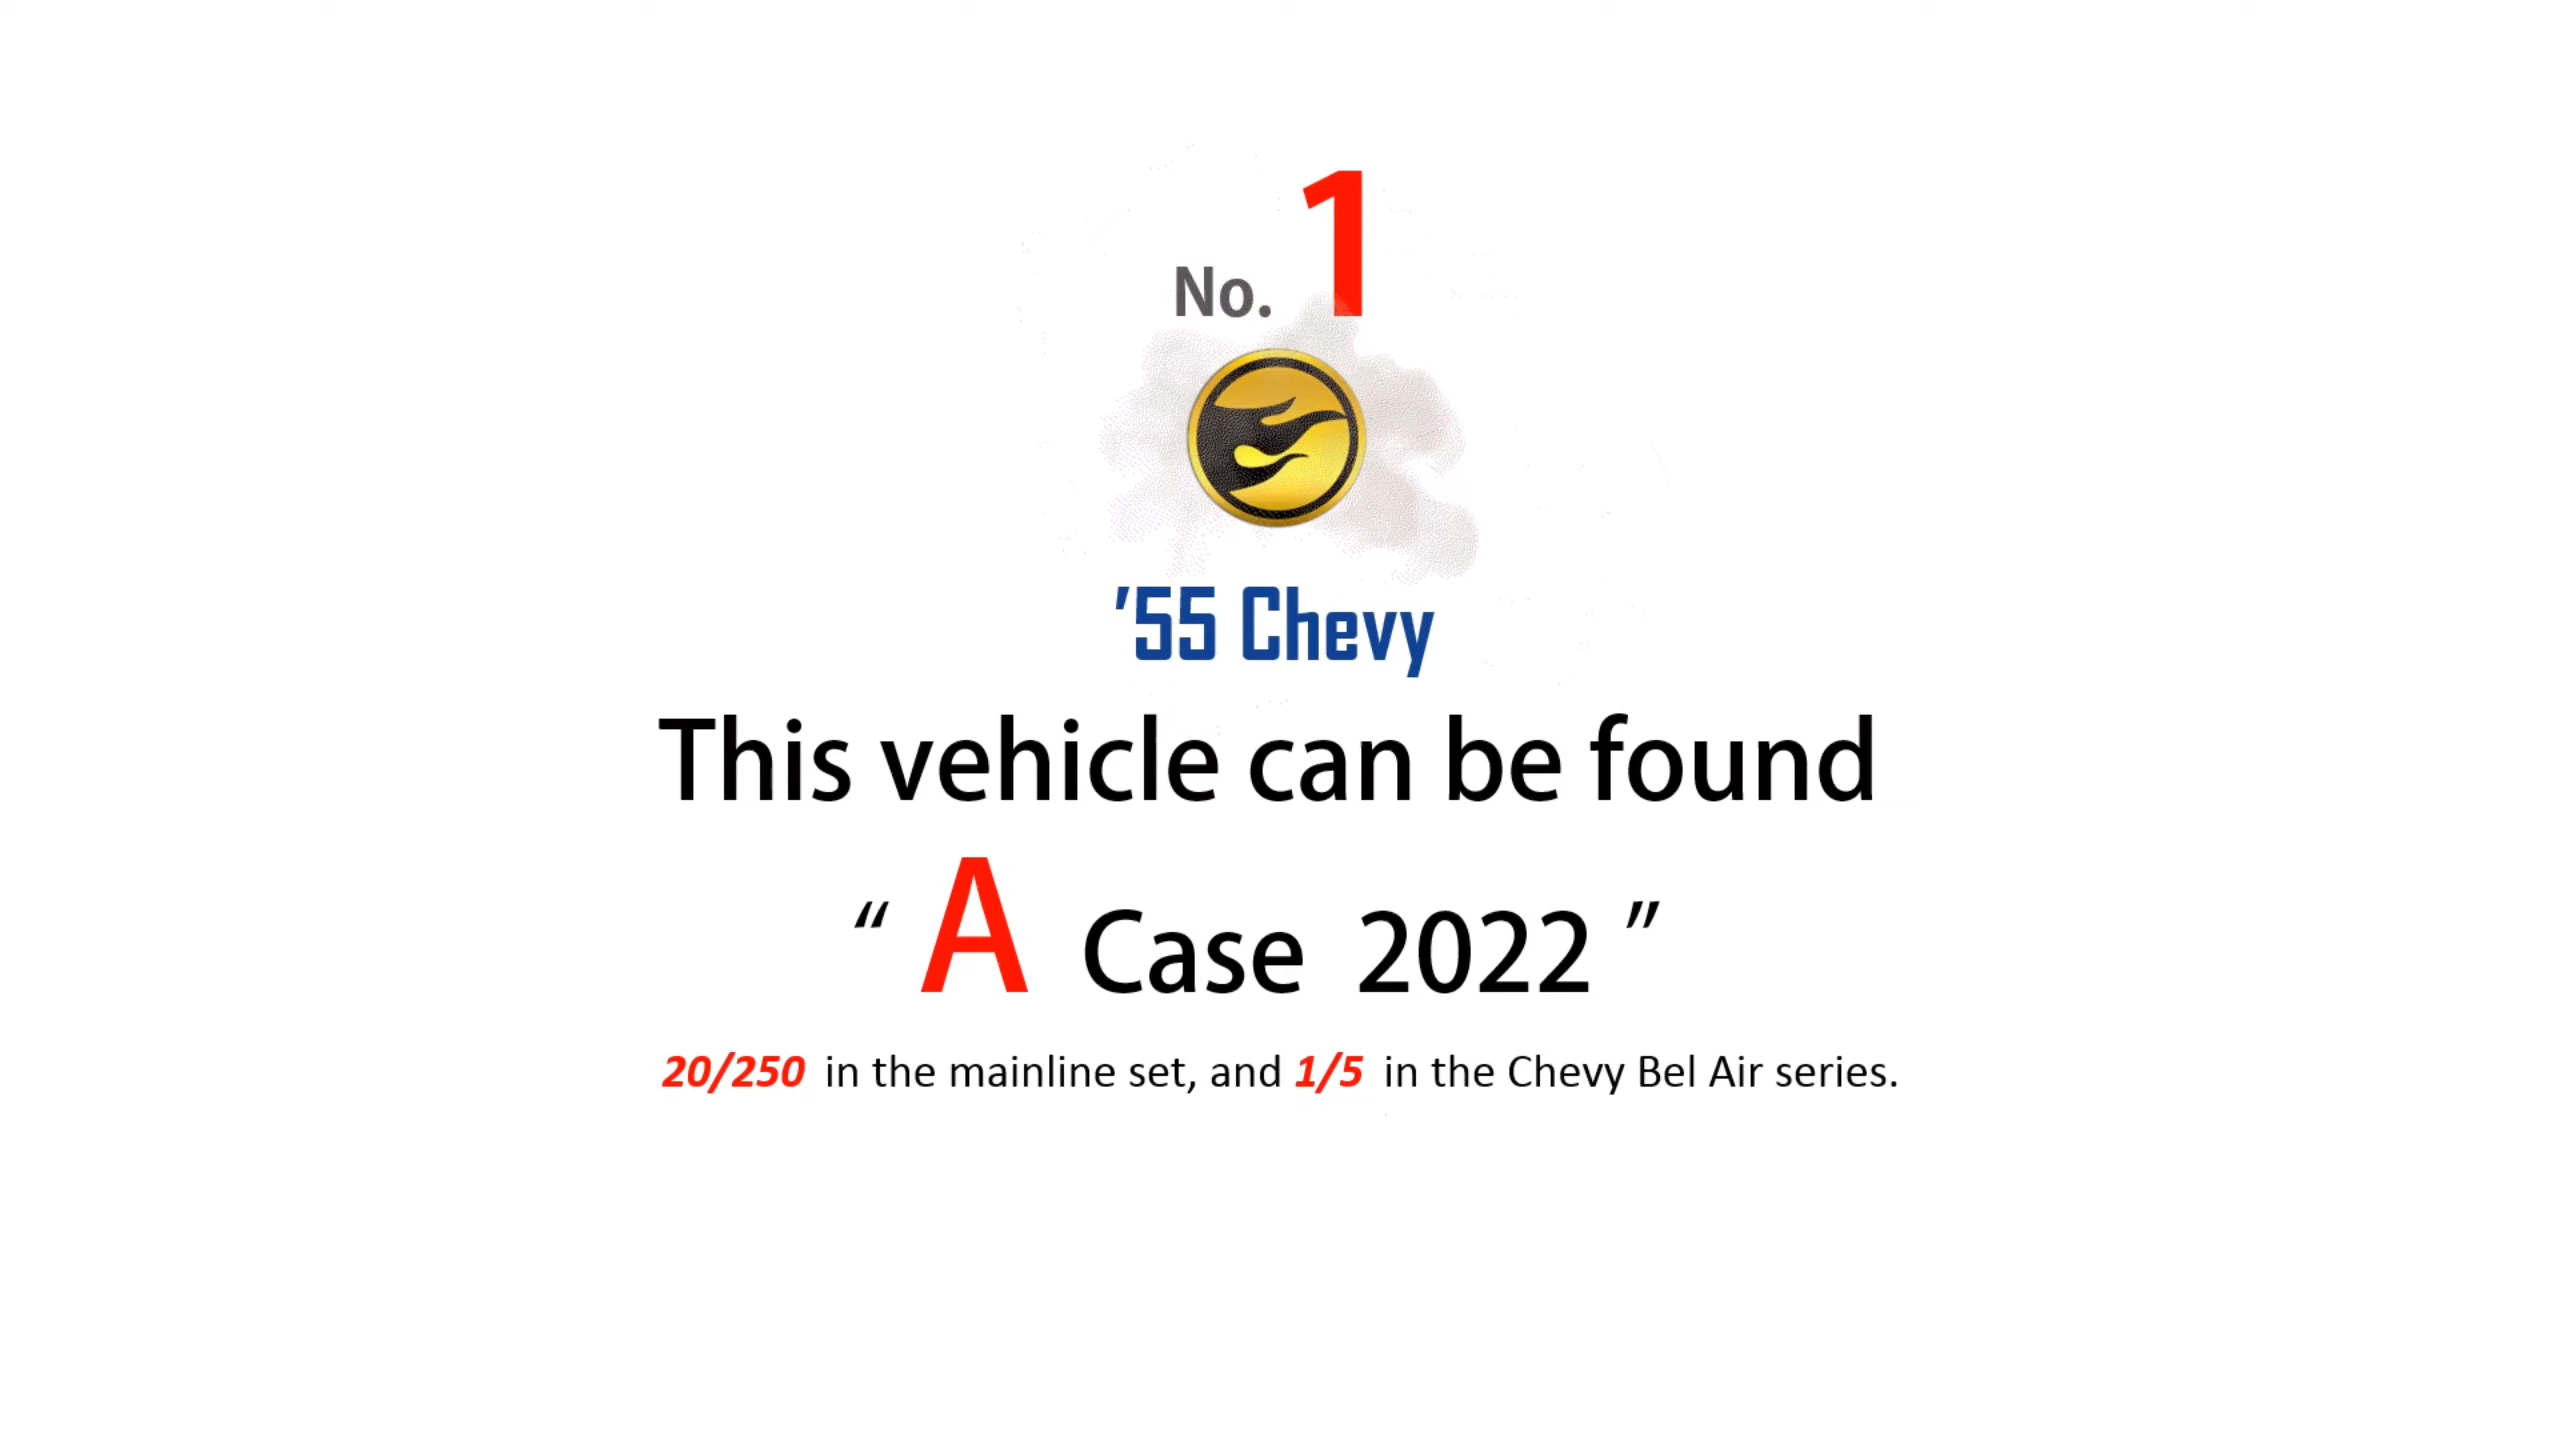 No. 1
'55 Chevy
This vehicle can be found
“ A Case 2022 ”
20/250 in the mainline set, and 1/5 in the Chevy Bel Air series.